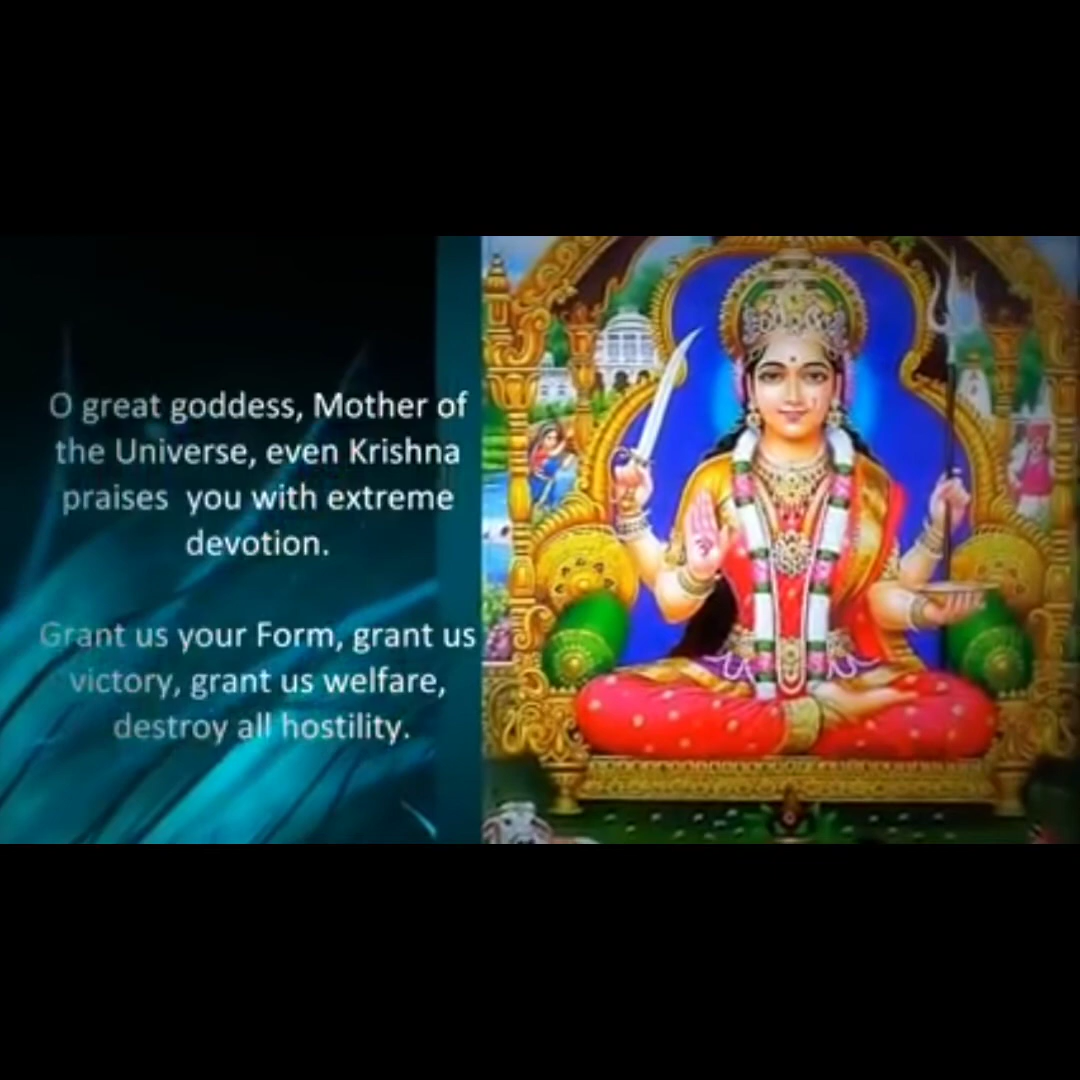 O great goddess, Mother of
the Universe, even Krishna
praises  you with extreme
devotion.
Grant us your Form, grant us
victory, grant us welfare,
destroy all hostility.